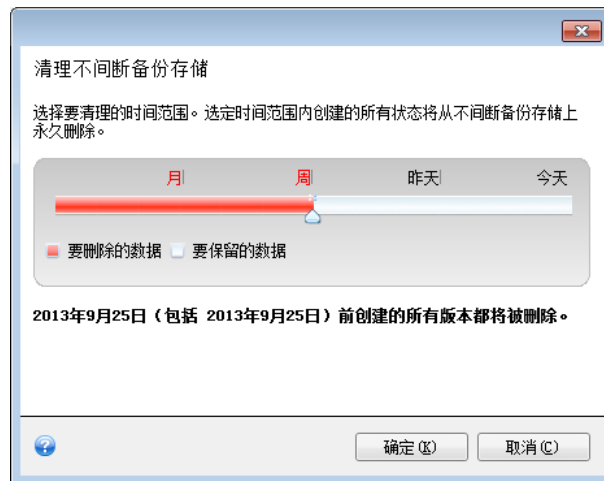 清理不间断备份存储
选择要清理的时间范围。选定时间范围内创建的所有状态将从不间断备份存储上
永久删除。
月 周 昨天 今天
要删除的数据 要保留的数据
2013年9月25日（包括 2013年9月25日）前创建的所有版本都将被删除。
确定(K) 取消(C)